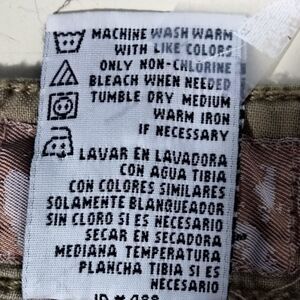 MACHINE WASH WARM
WITH LIKE COLORS
ONLY NON-CHLORINE
BLEACH WHEN NEEDED
TUMBLE DRY MEDIUM
WARM IRON
IF NECESSARY
LAVAR EN LAVADORA
CON AGUA TIBIA
CON COLORES SIMILARES
SOLAMENTE BLANQUEADOR
SIN CLORO SI ES NECESARIO
SECAR EN SECADORA
MEDIANA TEMPERATURA
PLANCHA TIBIA SI ES
NECESARIO